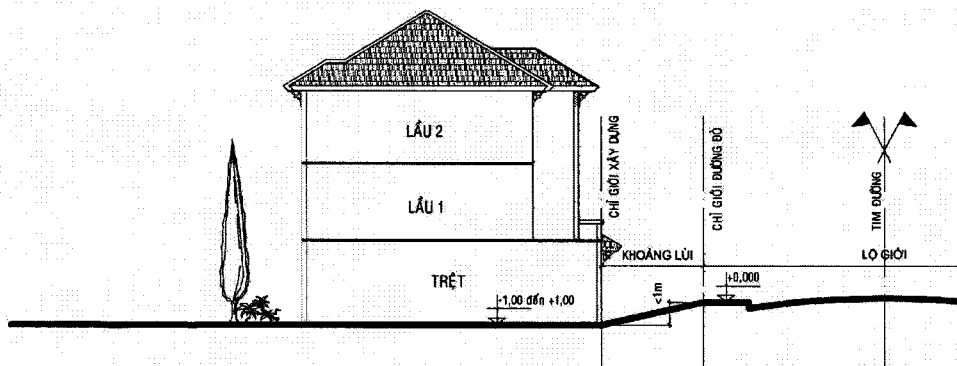 LẦU 2
LẦU 1
TRỆT
-1,00 đến +1,00
CHỈ GIỚI XÂY DỰNG
KHOẢNG LÙI
<1m
CHỈ GIỚI ĐƯỜNG ĐỎ
+0,000
TIM ĐƯỜNG
LỘ GIỚI